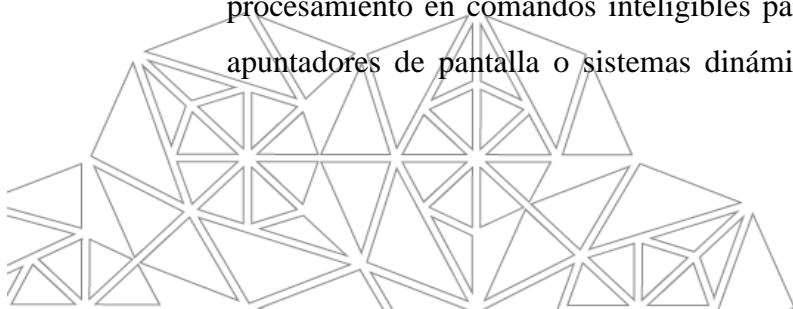 procesamiento en comandos inteligibles pa
apuntadores de pantalla o sistemas dinámi